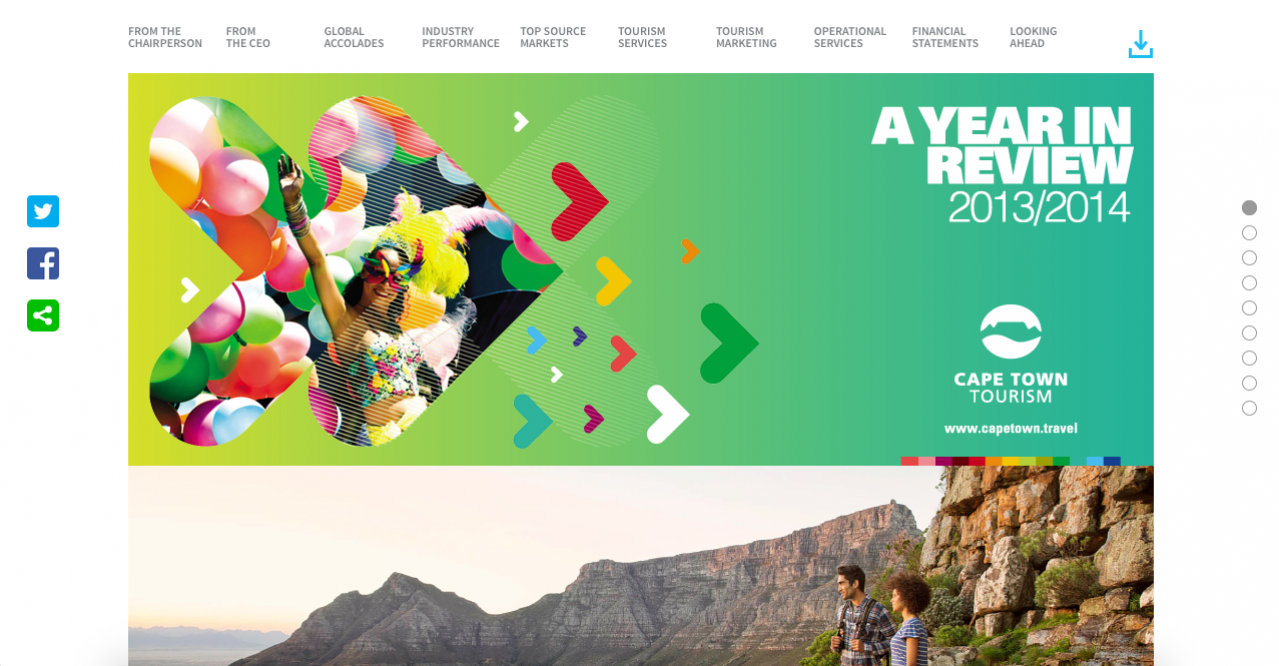 FROM THE
CHAIRPERSON
FROM
THE CEO
GLOBAL
ACCOLADES
INDUSTRY
PERFORMANCE
TOP SOURCE
MARKETS
TOURISM
SERVICES
TOURISM
MARKETING
OPERATIONAL
SERVICES
FINANCIAL
STATEMENTS
LOOKING
AHEAD
A YEAR IN
REVIEW
2013/2014
CAPE TOWN
TOURISM
www.capetown.travel